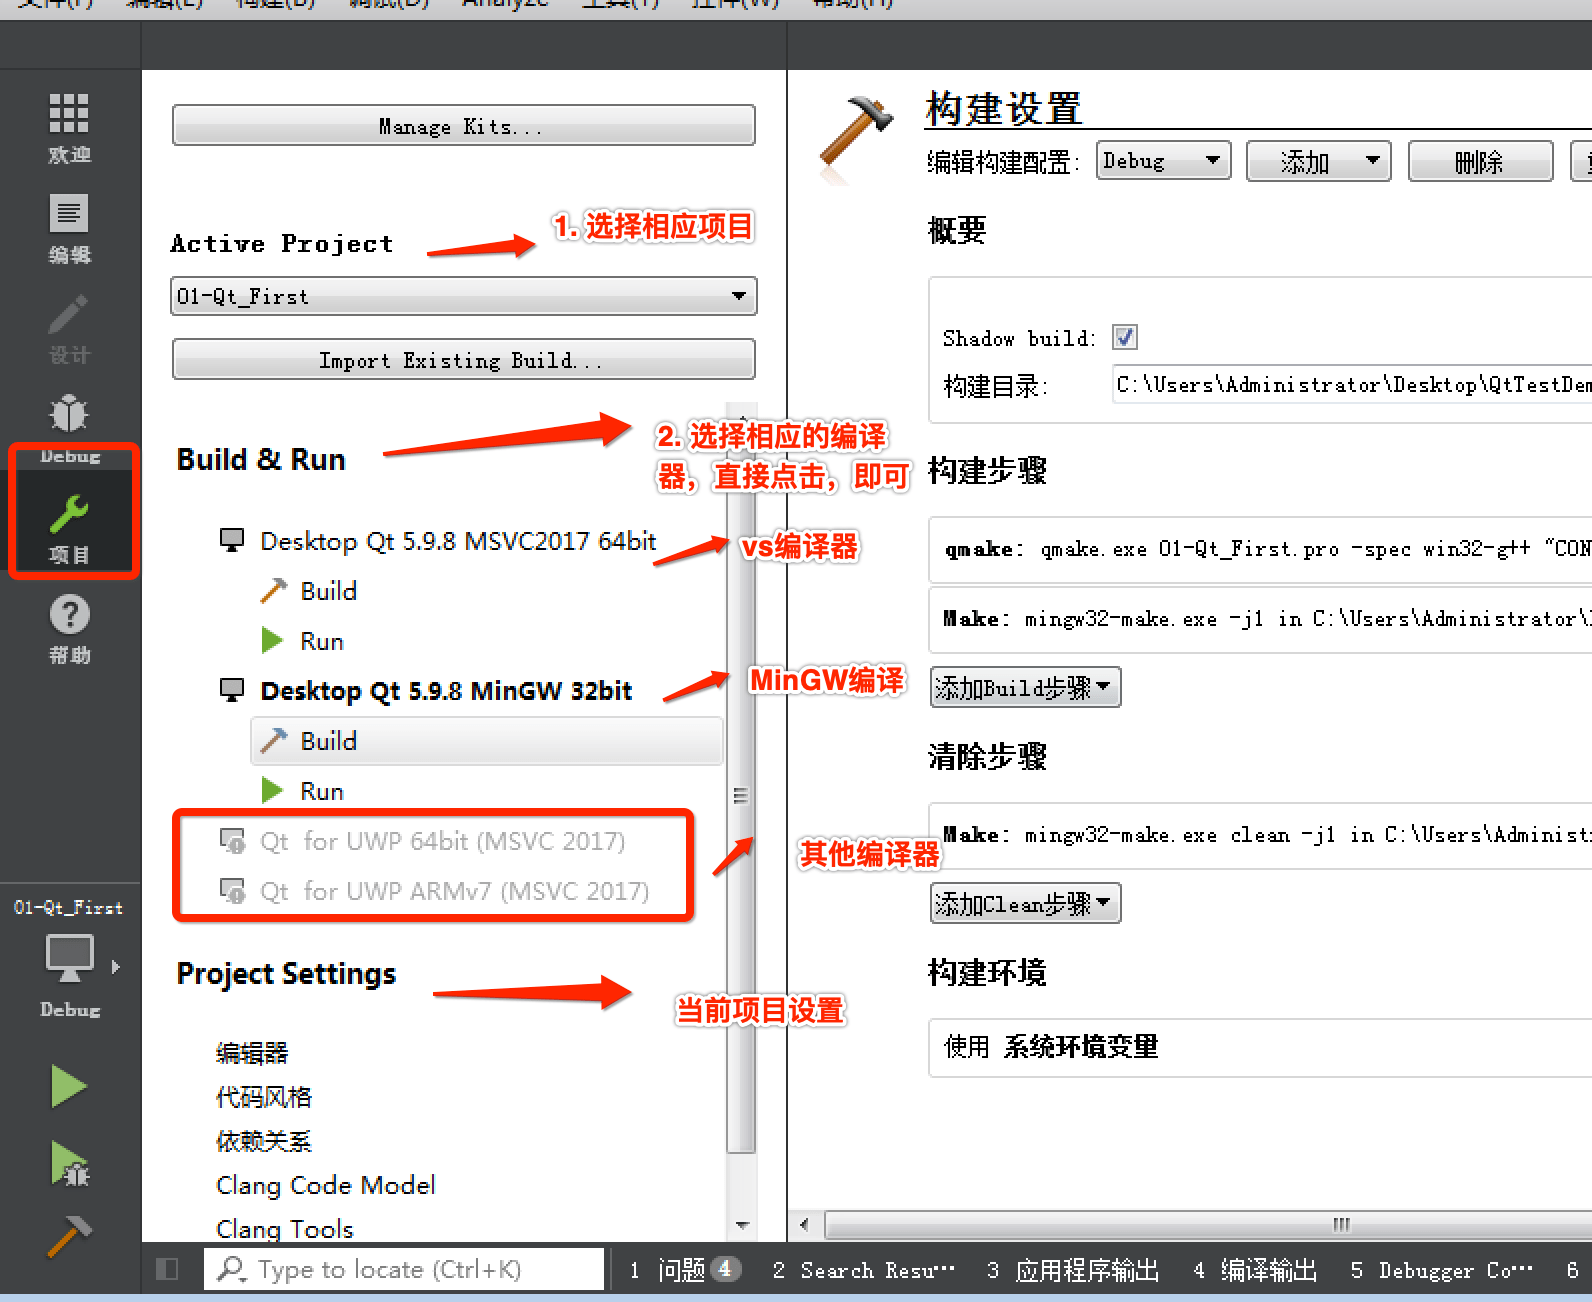 文件(F) 编辑(E) 构建(B) 调试(D) Analyze 工具(T) 控件(W) 帮助(H)
欢迎
编辑
设计
Debug
项目
帮助
01-Qt_First
Debug
Manage Kits...
Active Project
1. 选择相应项目
01-Qt_First
Import Existing Build...
Build & Run
2. 选择相应的编译
器，直接点击，即可
Desktop Qt 5.9.8 MSVC2017 64bit
vs编译器
Build
Run
Desktop Qt 5.9.8 MinGW 32bit
MinGW编译
Build
Run
Qt for UWP 64bit (MSVC 2017)
其他编译器
Qt for UWP ARMv7 (MSVC 2017)
Project Settings
当前项目设置
编辑器
代码风格
依赖关系
Clang Code Model
Clang Tools
构建设置
编辑构建配置: Debug 添加 删除
概要
Shadow build:
构建目录: C:\Users\Administrator\Desktop\QtTestDem
构建步骤
qmake: qmake.exe 01-Qt_First.pro -spec win32-g++ "CON
Make: mingw32-make.exe -j1 in C:\Users\Administrator\
添加Build步骤
清除步骤
Make: mingw32-make.exe clean -j1 in C:\Users\Administ
添加Clean步骤
构建环境
使用 系统环境变量
Type to locate (Ctrl+K) 1 问题 4 2 Search Resu... 3 应用程序输出 4 编译输出 5 Debugger Co... 6